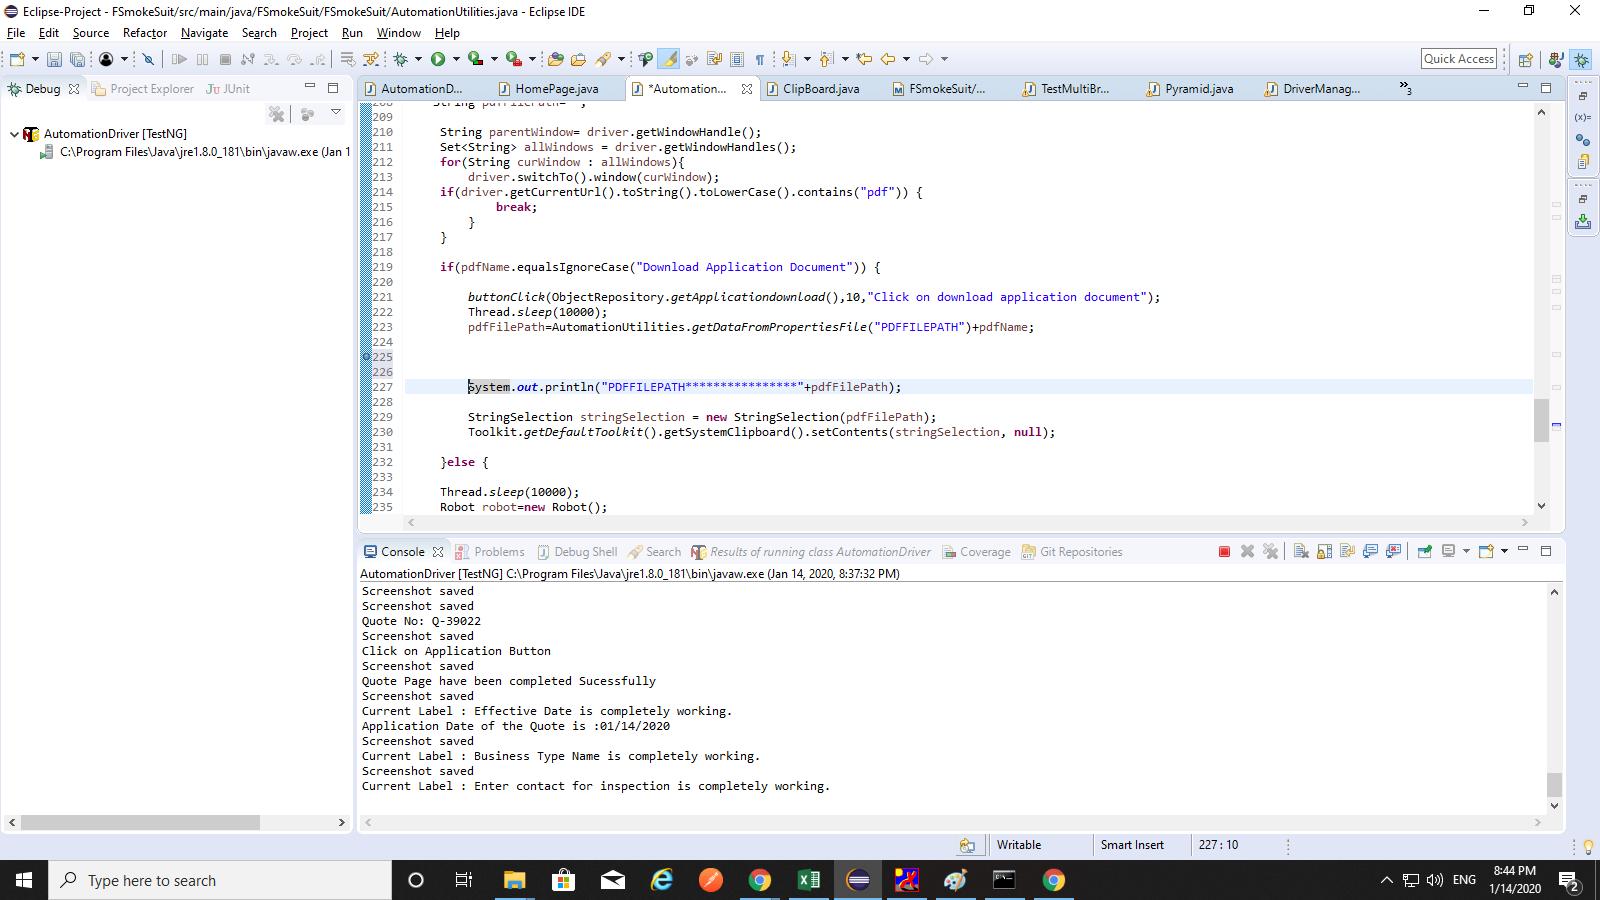 Eclipse-Project - FSmokeSuit/src/main/java/FSmokeSuit/FSmokeSuit/AutomationUtilities.java - Eclipse IDE
File Edit Source Refactor Navigate Search Project Run Window Help
Quick Access
Debug Project Explorer JUnit
AutomationD... HomePage.java *Automation... ClipBoard.java FSmokeSuit/... TestMultiBr... Pyramid.java DriverManag... »3
AutomationDriver [TestNG]
C:\Program Files\Java\jre1.8.0_181\bin\javaw.exe (Jan 1
209
210 String parentWindow= driver.getWindowHandle();
211 Set<String> allWindows = driver.getWindowHandles();
212 for(String curWindow : allWindows){
213 driver.switchTo().window(curWindow);
214 if(driver.getCurrentUrl().toString().toLowerCase().contains("pdf")) {
215 break;
216 }
217 }
218
219 if(pdfName.equalsIgnoreCase("Download Application Document")) {
220
221 buttonClick(ObjectRepository.getApplicationdownload(),10,"Click on download application document");
222 Thread.sleep(10000);
223 pdfFilePath=AutomationUtilities.getDataFromPropertiesFile("PDFFILEPATH")+pdfName;
224
225
226
227 System.out.println("PDFFILEPATH****************"+pdfFilePath);
228
229 StringSelection stringSelection = new StringSelection(pdfFilePath);
230 Toolkit.getDefaultToolkit().getSystemClipboard().setContents(stringSelection, null);
231
232 }else {
233
234 Thread.sleep(10000);
235 Robot robot=new Robot();
Console Problems Debug Shell Search Results of running class AutomationDriver Coverage Git Repositories
AutomationDriver [TestNG] C:\Program Files\Java\jre1.8.0_181\bin\javaw.exe (Jan 14, 2020, 8:37:32 PM)
Screenshot saved
Screenshot saved
Quote No: Q-39022
Screenshot saved
Click on Application Button
Screenshot saved
Quote Page have been completed Sucessfully
Screenshot saved
Current Label : Effective Date is completely working.
Application Date of the Quote is :01/14/2020
Screenshot saved
Current Label : Business Type Name is completely working.
Screenshot saved
Current Label : Enter contact for inspection is completely working.
Writable Smart Insert 227 : 10
Type here to search
ENG
8:44 PM
1/14/2020
2